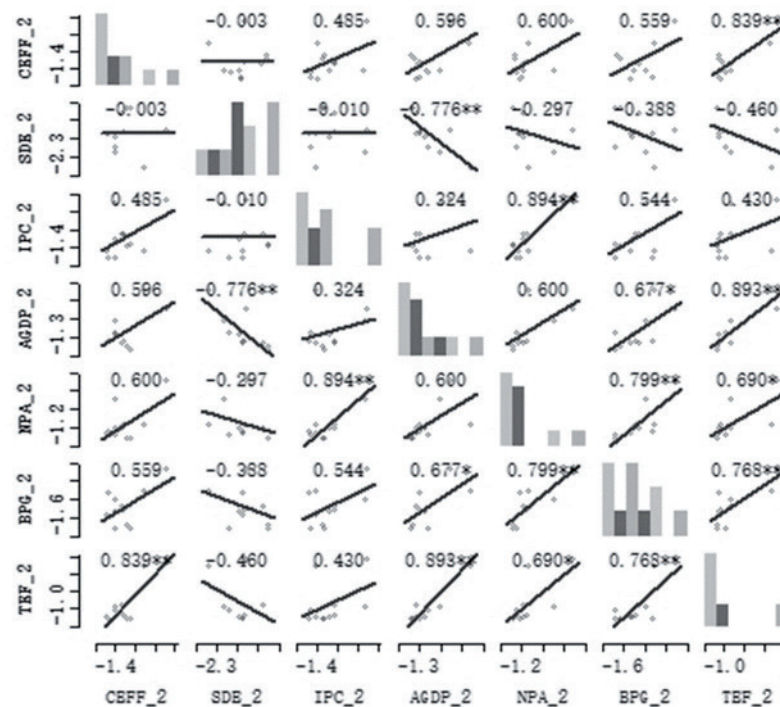 CEFF_2 -1.4 -0.003 0.485 0.596 0.600 0.559 0.839**
SDE_2 -2.3 -0.003 -0.010 -0.776** -0.297 -0.388 -0.460
IPC_2 -1.4 0.485 -0.010 0.324 0.894** 0.544 0.430
AGDP_2 -1.3 0.596 -0.776** 0.324 0.600 0.677* 0.893**
NPA_2 -1.2 0.600 -0.297 0.894** 0.600 0.799** 0.690*
BPG_2 -1.6 0.559 -0.388 0.544 0.677* 0.799** 0.768**
TEF_2 -1.0 0.839** -0.460 0.430 0.893** 0.690* 0.768**
-1.4 -2.3 -1.4 -1.3 -1.2 -1.6 -1.0
CEFF_2 SDE_2 IPC_2 AGDP_2 NPA_2 BPG_2 TEF_2